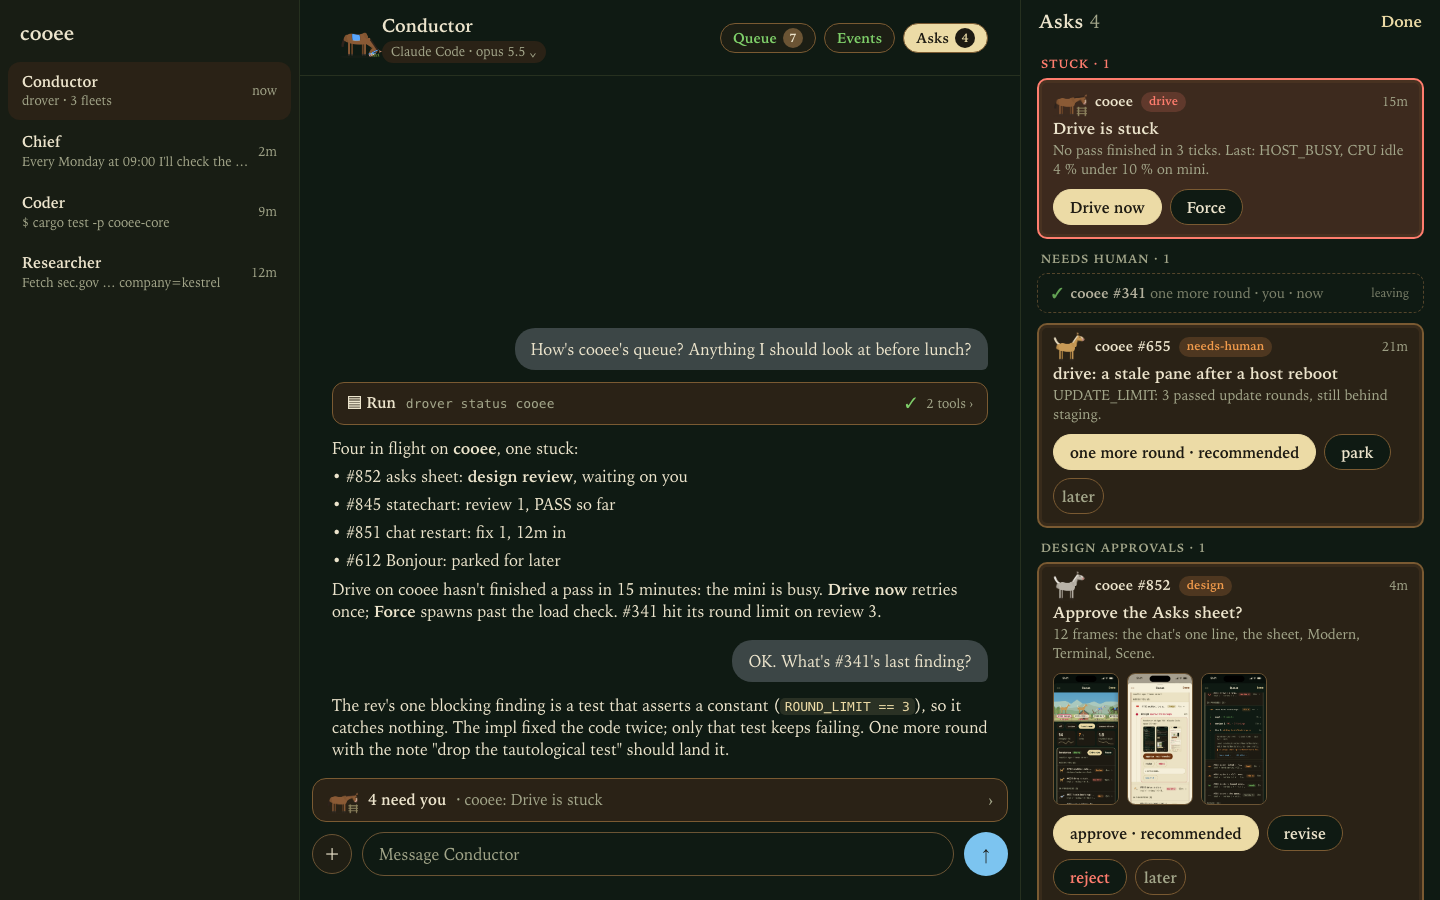 cooee
Conductor
drover · 3 fleets
now
Chief
Every Monday at 09:00 I'll check the …
2m
Coder
$ cargo test -p cooee-core
9m
Researcher
Fetch sec.gov … company=kestrel
12m
Conductor
Claude Code · opus 5.5
Queue 7
Events
Asks 4
How's cooee's queue? Anything I should look at before lunch?
Run drover status cooee
✓ 2 tools ›
Four in flight on cooee, one stuck:
• #852 asks sheet: design review, waiting on you
• #845 statechart: review 1, PASS so far
• #851 chat restart: fix 1, 12m in
• #612 Bonjour: parked for later
Drive on cooee hasn't finished a pass in 15 minutes: the mini is busy. Drive now retries
once; Force spawns past the load check. #341 hit its round limit on review 3.
OK. What's #341's last finding?
The rev's one blocking finding is a test that asserts a constant ( ROUND_LIMIT == 3 ), so it
catches nothing. The impl fixed the code twice; only that test keeps failing. One more round
with the note "drop the tautological test" should land it.
4 need you · cooee: Drive is stuck ›
+
Message Conductor
↑
Asks 4
Done
STUCK · 1
cooee drive 15m
Drive is stuck
No pass finished in 3 ticks. Last: HOST_BUSY, CPU idle
4 % under 10 % on mini.
Drive now
Force
NEEDS HUMAN · 1
✓ cooee #341 one more round · you · now leaving
cooee #655 needs-human 21m
drive: a stale pane after a host reboot
UPDATE_LIMIT: 3 passed update rounds, still behind
staging.
one more round · recommended
park
later
DESIGN APPROVALS · 1
cooee #852 design 4m
Approve the Asks sheet?
12 frames: the chat's one line, the sheet, Modern,
Terminal, Scene.
approve · recommended
revise
reject
later